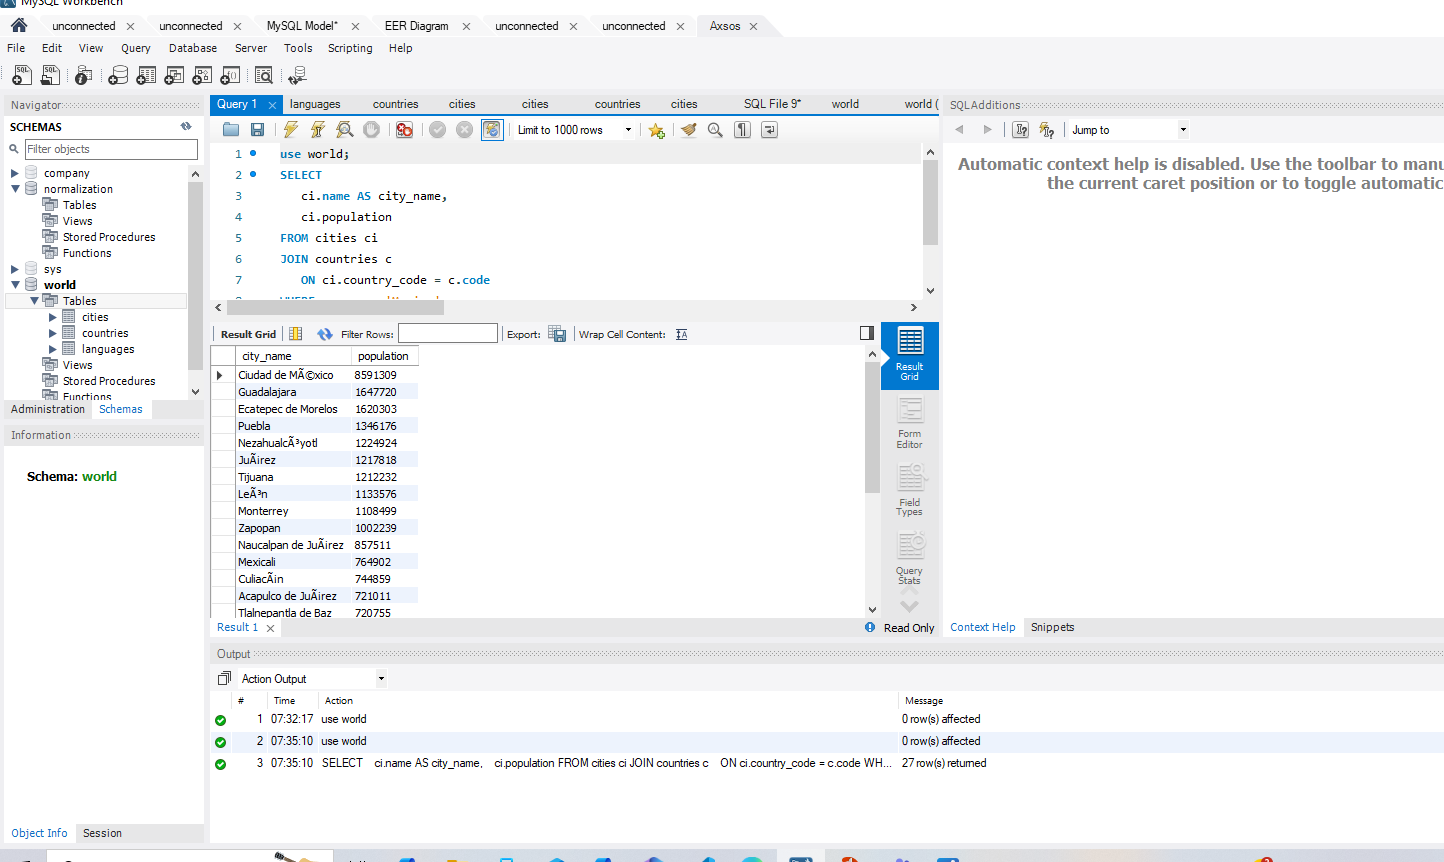 MySQL Workbench
unconnected unconnected MySQL Model* EER Diagram unconnected unconnected Axsos
File Edit View Query Database Server Tools Scripting Help
Navigator
SCHEMAS
Filter objects
company
normalization
Tables
Views
Stored Procedures
Functions
sys
world
Tables
cities
countries
languages
Views
Stored Procedures
Functions
Administration Schemas
Information
Schema: world
Object Info Session
Query 1 languages countries cities cities countries cities SQL File 9* world world (
Limit to 1000 rows
1 use world;
2 SELECT
3 ci.name AS city_name,
4 ci.population
5 FROM cities ci
6 JOIN countries c
7 ON ci.country_code = c.code
Result Grid Filter Rows: Export: Wrap Cell Content:
city_name population
Ciudad de MÃ©xico 8591309
Guadalajara 1647720
Ecatepec de Morelos 1620303
Puebla 1346176
NezahualcÃ³yotl 1224924
JuÃirez 1217818
Tijuana 1212232
LeÃ³n 1133576
Monterrey 1108499
Zapopan 1002239
Naucalpan de JuÃirez 857511
Mexicali 764902
CuliacÃin 744859
Acapulco de JuÃirez 721011
Tlalnepantla de Baz 720755
Result Grid
Form Editor
Field Types
Query Stats
Result 1 Read Only
SQLAdditions
Jump to
Automatic context help is disabled. Use the toolbar to manu
the current caret position or to toggle automatic
Context Help Snippets
Output
Action Output
# Time Action Message
1 07:32:17 use world 0 row(s) affected
2 07:35:10 use world 0 row(s) affected
3 07:35:10 SELECT ci.name AS city_name, ci.population FROM cities ci JOIN countries c ON ci.country_code = c.code WH... 27 row(s) returned